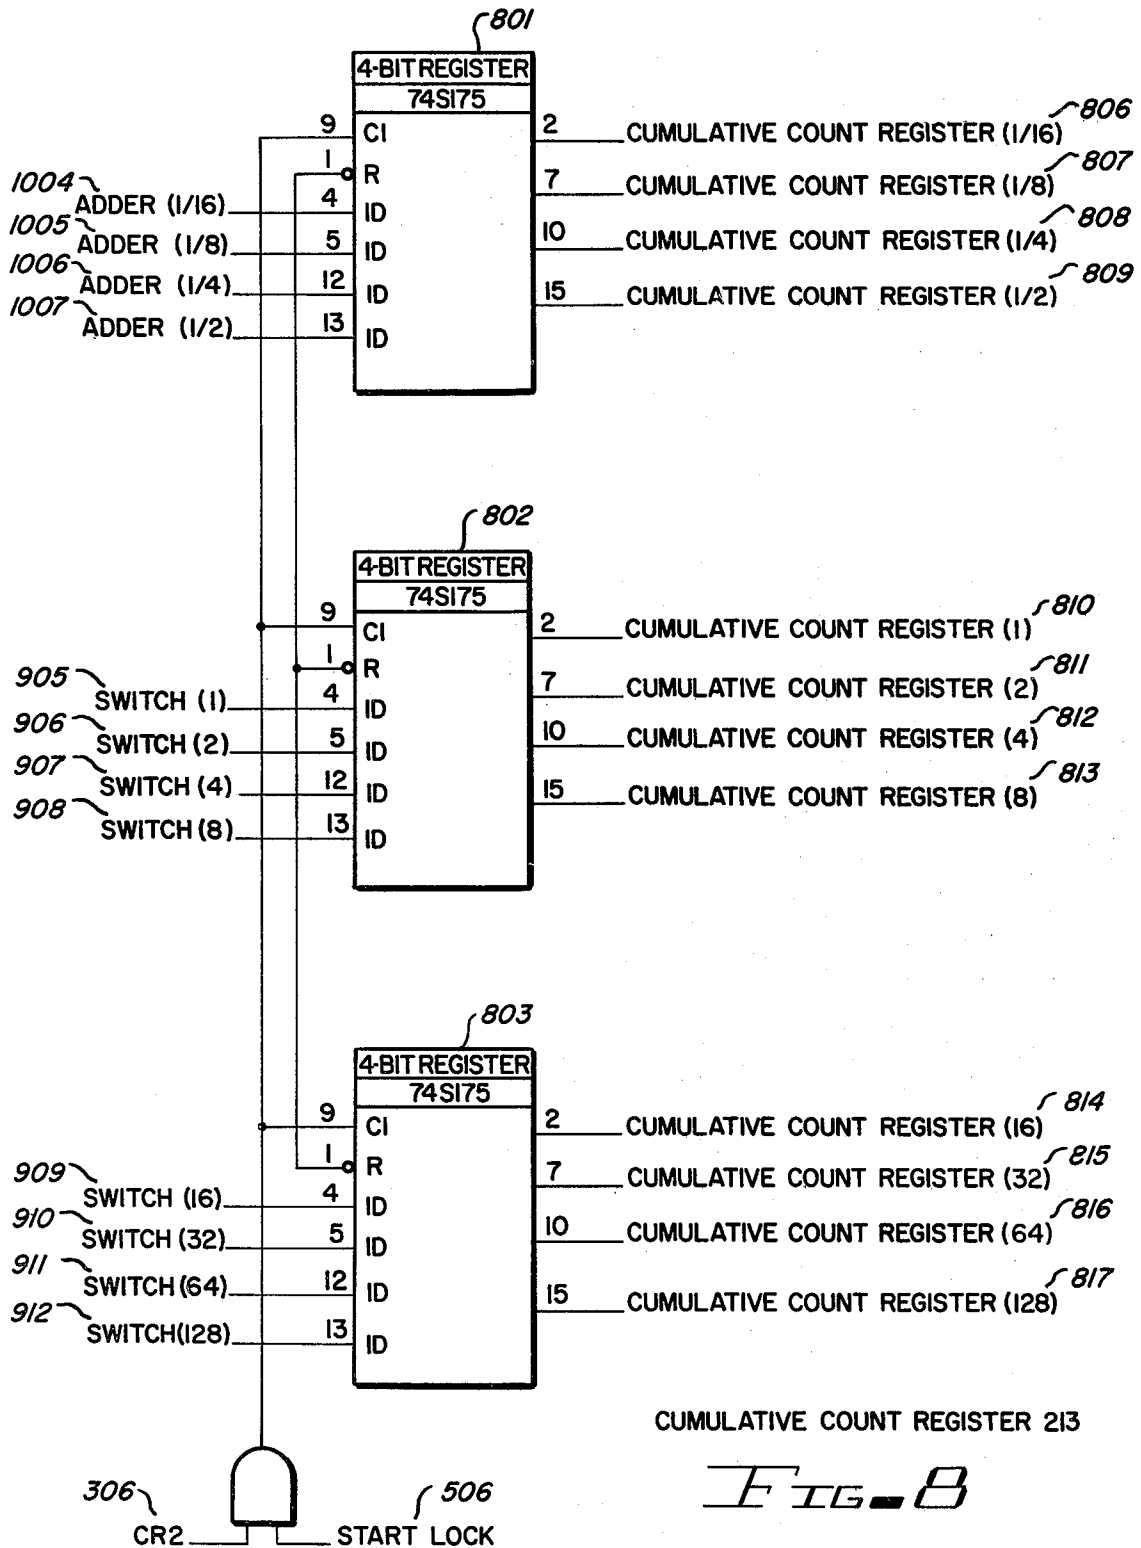 801
4-BIT REGISTER
74S175
9 CI 2 CUMULATIVE COUNT REGISTER (1/16) 806
1 R 7 CUMULATIVE COUNT REGISTER (1/8) 807
1004 ADDER (1/16) 4 ID 10 CUMULATIVE COUNT REGISTER (1/4) 808
1005 ADDER (1/8) 5 ID 15 CUMULATIVE COUNT REGISTER (1/2) 809
1006 ADDER (1/4) 12 ID
1007 ADDER (1/2) 13 ID
802
4-BIT REGISTER
74S175
9 CI 2 CUMULATIVE COUNT REGISTER (1) 810
1 R 7 CUMULATIVE COUNT REGISTER (2) 811
905 SWITCH (1) 4 ID 10 CUMULATIVE COUNT REGISTER (4) 812
906 SWITCH (2) 5 ID 15 CUMULATIVE COUNT REGISTER (8) 813
907 SWITCH (4) 12 ID
908 SWITCH (8) 13 ID
803
4-BIT REGISTER
74S175
9 CI 2 CUMULATIVE COUNT REGISTER (16) 814
1 R 7 CUMULATIVE COUNT REGISTER (32) 815
909 SWITCH (16) 4 ID 10 CUMULATIVE COUNT REGISTER (64) 816
910 SWITCH (32) 5 ID 15 CUMULATIVE COUNT REGISTER (128) 817
911 SWITCH (64) 12 ID
912 SWITCH (128) 13 ID
CUMULATIVE COUNT REGISTER 213
306 CR2 506 START LOCK
FIG-8